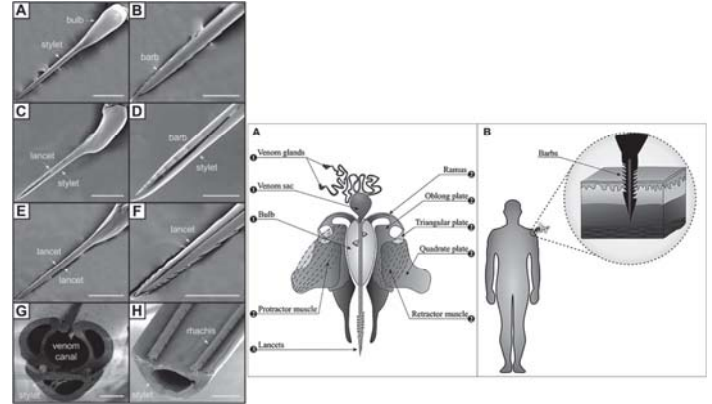 A
bulb
stylet
B
barb
C
lancet
stylet
D
barb
stylet
E
lancet
lancet
F
lancet
G
venom
canal
stylet
H
rhachis
stylet
A
Venom glands
Venom sac
Bulb
Protractor muscle
Lancets
Ramus
Oblong plate
Triangular plate
Quadrate plate
Retractor muscle
B
Barbs